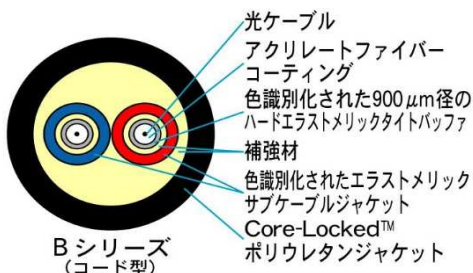 光ケーブル
アクリレートファイバー
コーティング
色識別化された900μm径の
ハードエラストメリックタイトバッファ
補強材
色識別化されたエラストメリック
サブケーブルジャケット
Core-Locked™
ポリウレタンジャケット
Bシリーズ
(コード型)